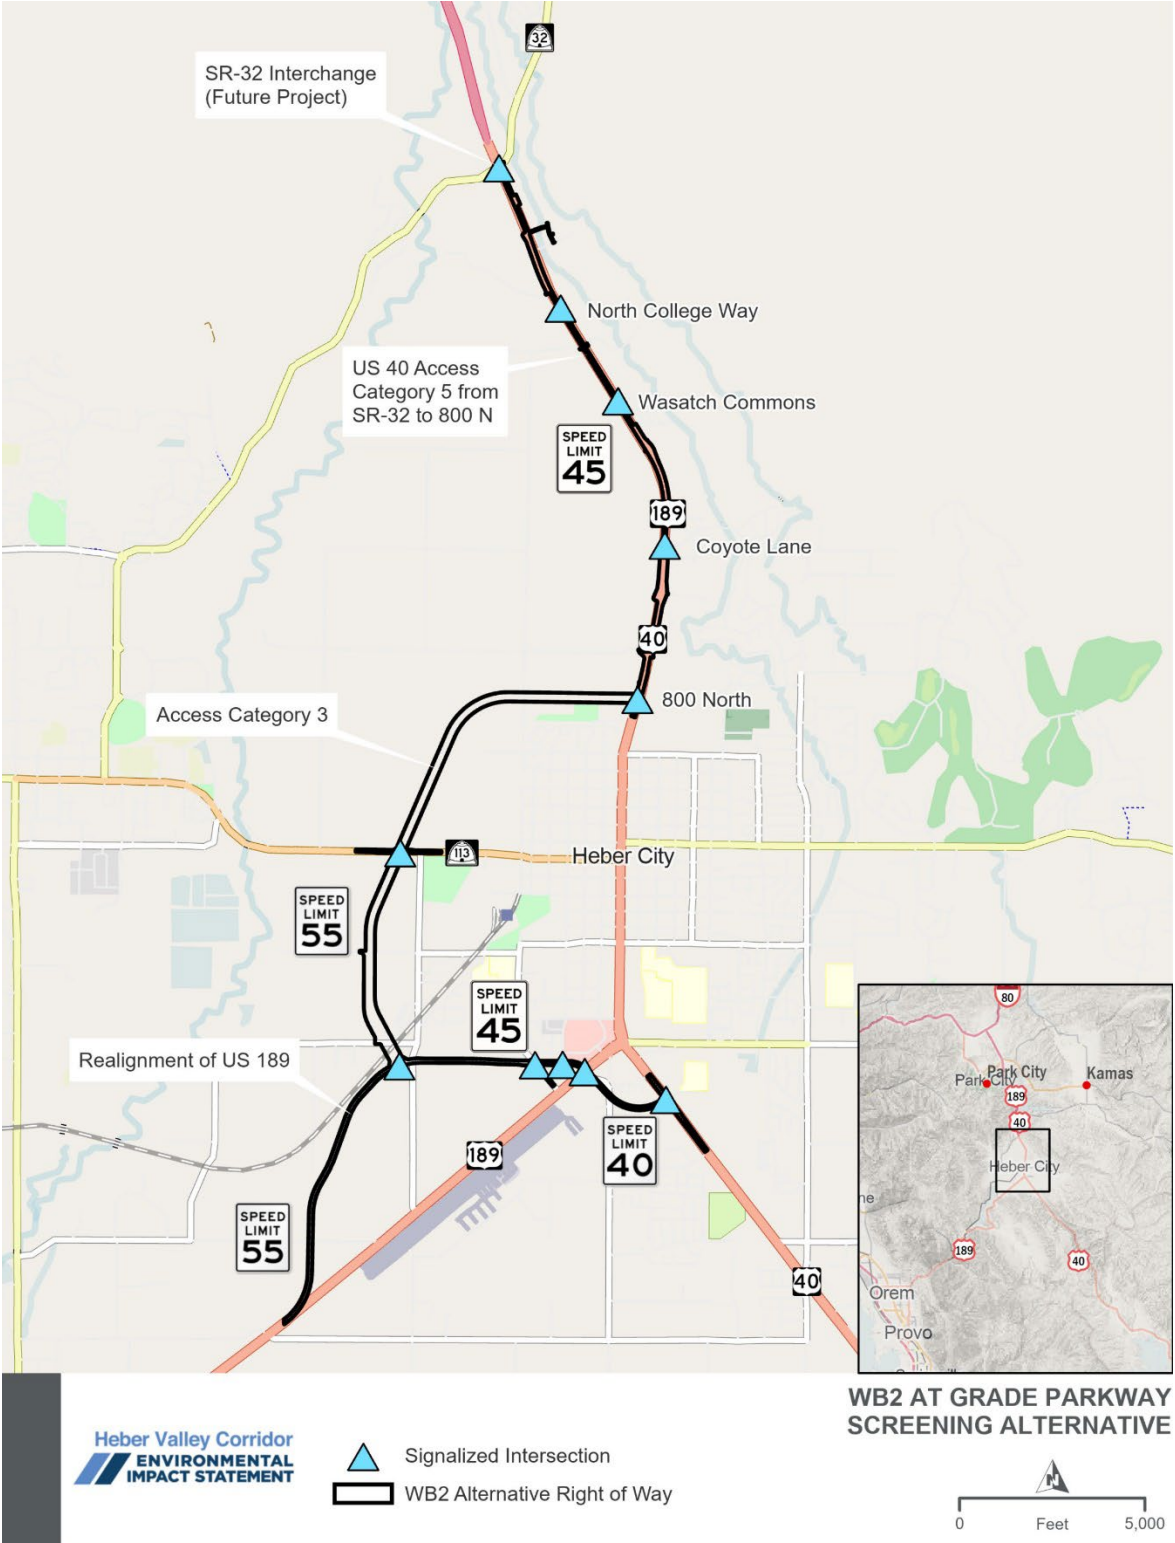 32
SR-32 Interchange
(Future Project)
North College Way
US 40 Access
Category 5 from
SR-32 to 800 N
Wasatch Commons
SPEED
LIMIT
45
189
Coyote Lane
40
800 North
Access Category 3
113
Heber City
SPEED
LIMIT
55
SPEED
LIMIT
45
Realignment of US 189
189
SPEED
LIMIT
40
SPEED
LIMIT
55
40
80
Park City
Park City
Kamas
189
40
Heber City
ne
189
40
Orem
Provo
WB2 AT GRADE PARKWAY
SCREENING ALTERNATIVE
Heber Valley Corridor
ENVIRONMENTAL
IMPACT STATEMENT
Signalized Intersection
WB2 Alternative Right of Way
N
0 Feet 5,000